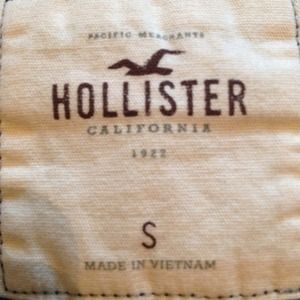 PACIFIC MERCHANTS
HOLLISTER
CALIFORNIA
1922
S
MADE IN VIETNAM